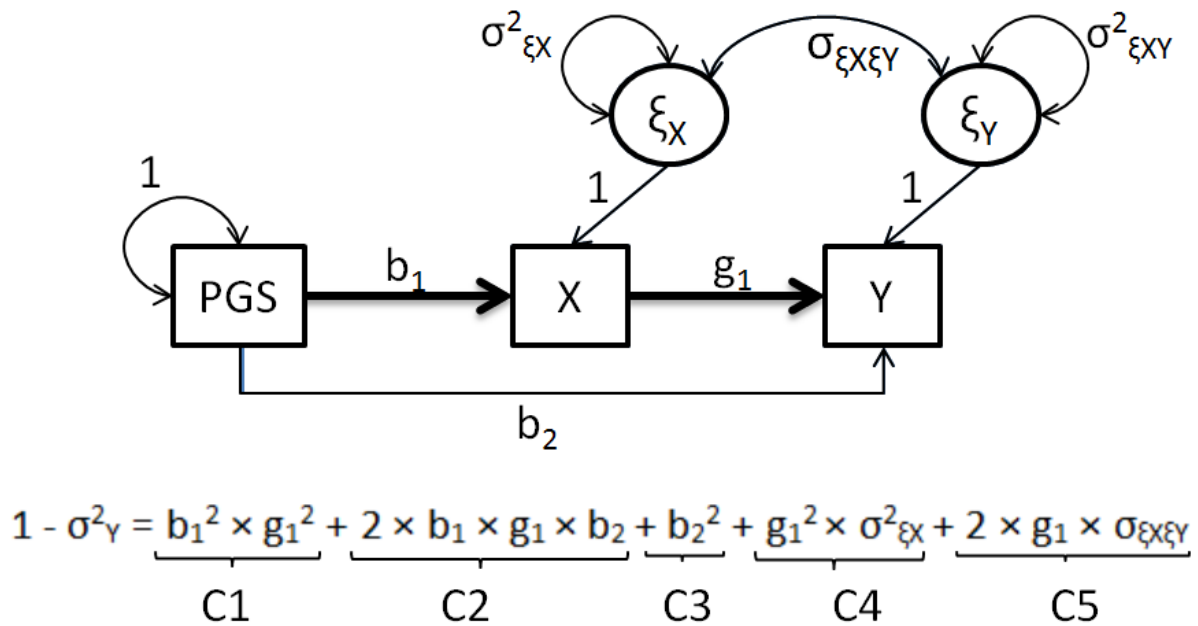 σ²ξX σξXξY σ²ξXY
ξX ξY
1 1 1
PGS b₁ X g₁ Y
b₂
1 - σ²Y = b₁² × g₁² + 2 × b₁ × g₁ × b₂ + b₂² + g₁² × σ²ξX + 2 × g₁ × σξXξY
C1 C2 C3 C4 C5